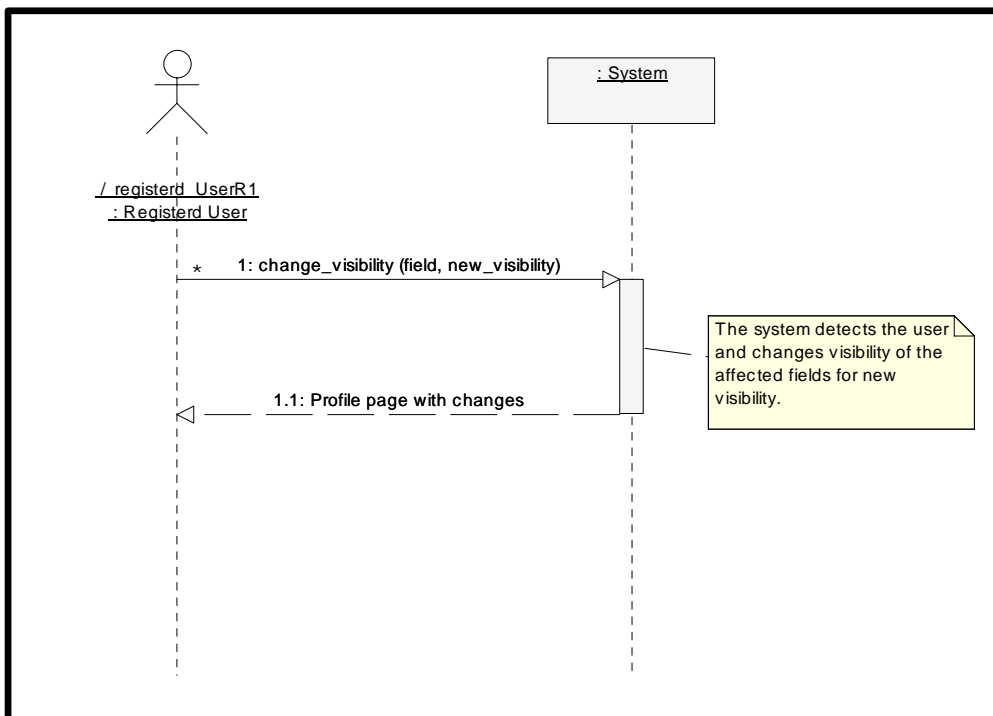 : System
/ registerd_UserR1
: Registerd User
* 1: change_visibility (field, new_visibility)
The system detects the user
and changes visibility of the
affected fields for new
visibility.
1.1: Profile page with changes